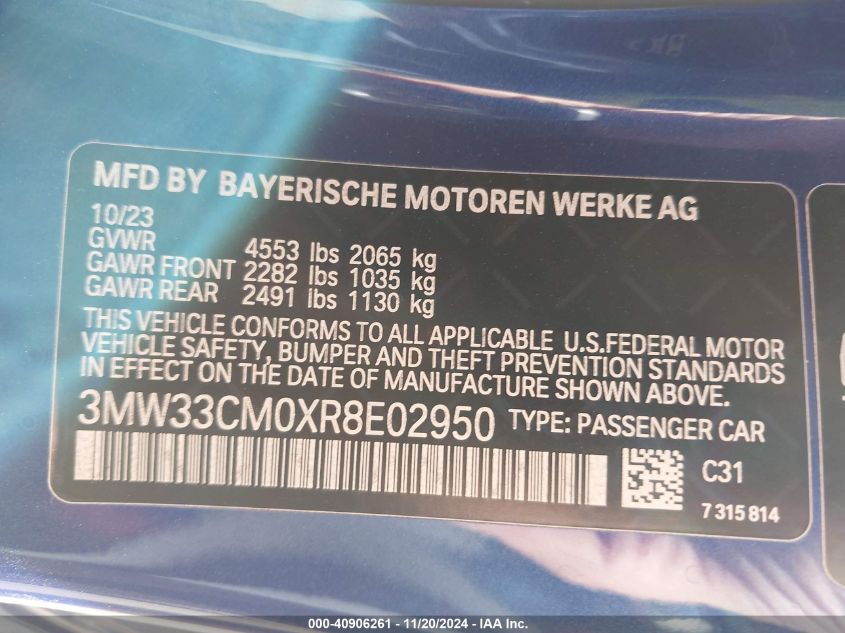 MFD BY BAYERISCHE MOTOREN WERKE AG
10/23
GVWR 4553 lbs 2065 kg
GAWR FRONT 2282 lbs 1035 kg
GAWR REAR 2491 lbs 1130 kg
THIS VEHICLE CONFORMS TO ALL APPLICABLE U.S.FEDERAL MOTOR
VEHICLE SAFETY, BUMPER AND THEFT PREVENTION STANDARDS
IN EFFECT ON THE DATE OF MANUFACTURE SHOWN ABOVE.
3MW33CM0XR8E02950 TYPE: PASSENGER CAR
C31
7 315 814
000-40906261 - 11/20/2024 - IAA Inc.